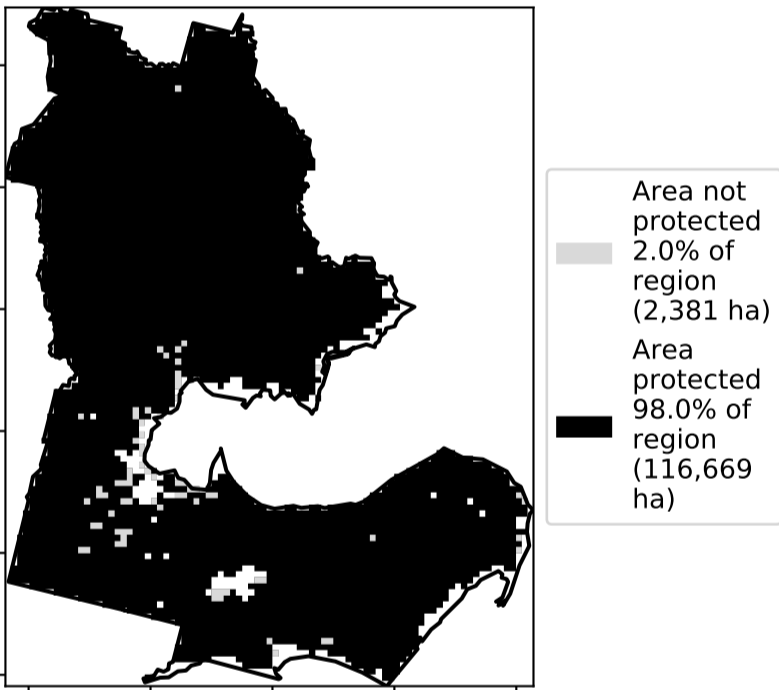 Area not
protected
2.0% of
region
(2,381 ha)
Area
protected
98.0% of
region
(116,669
ha)